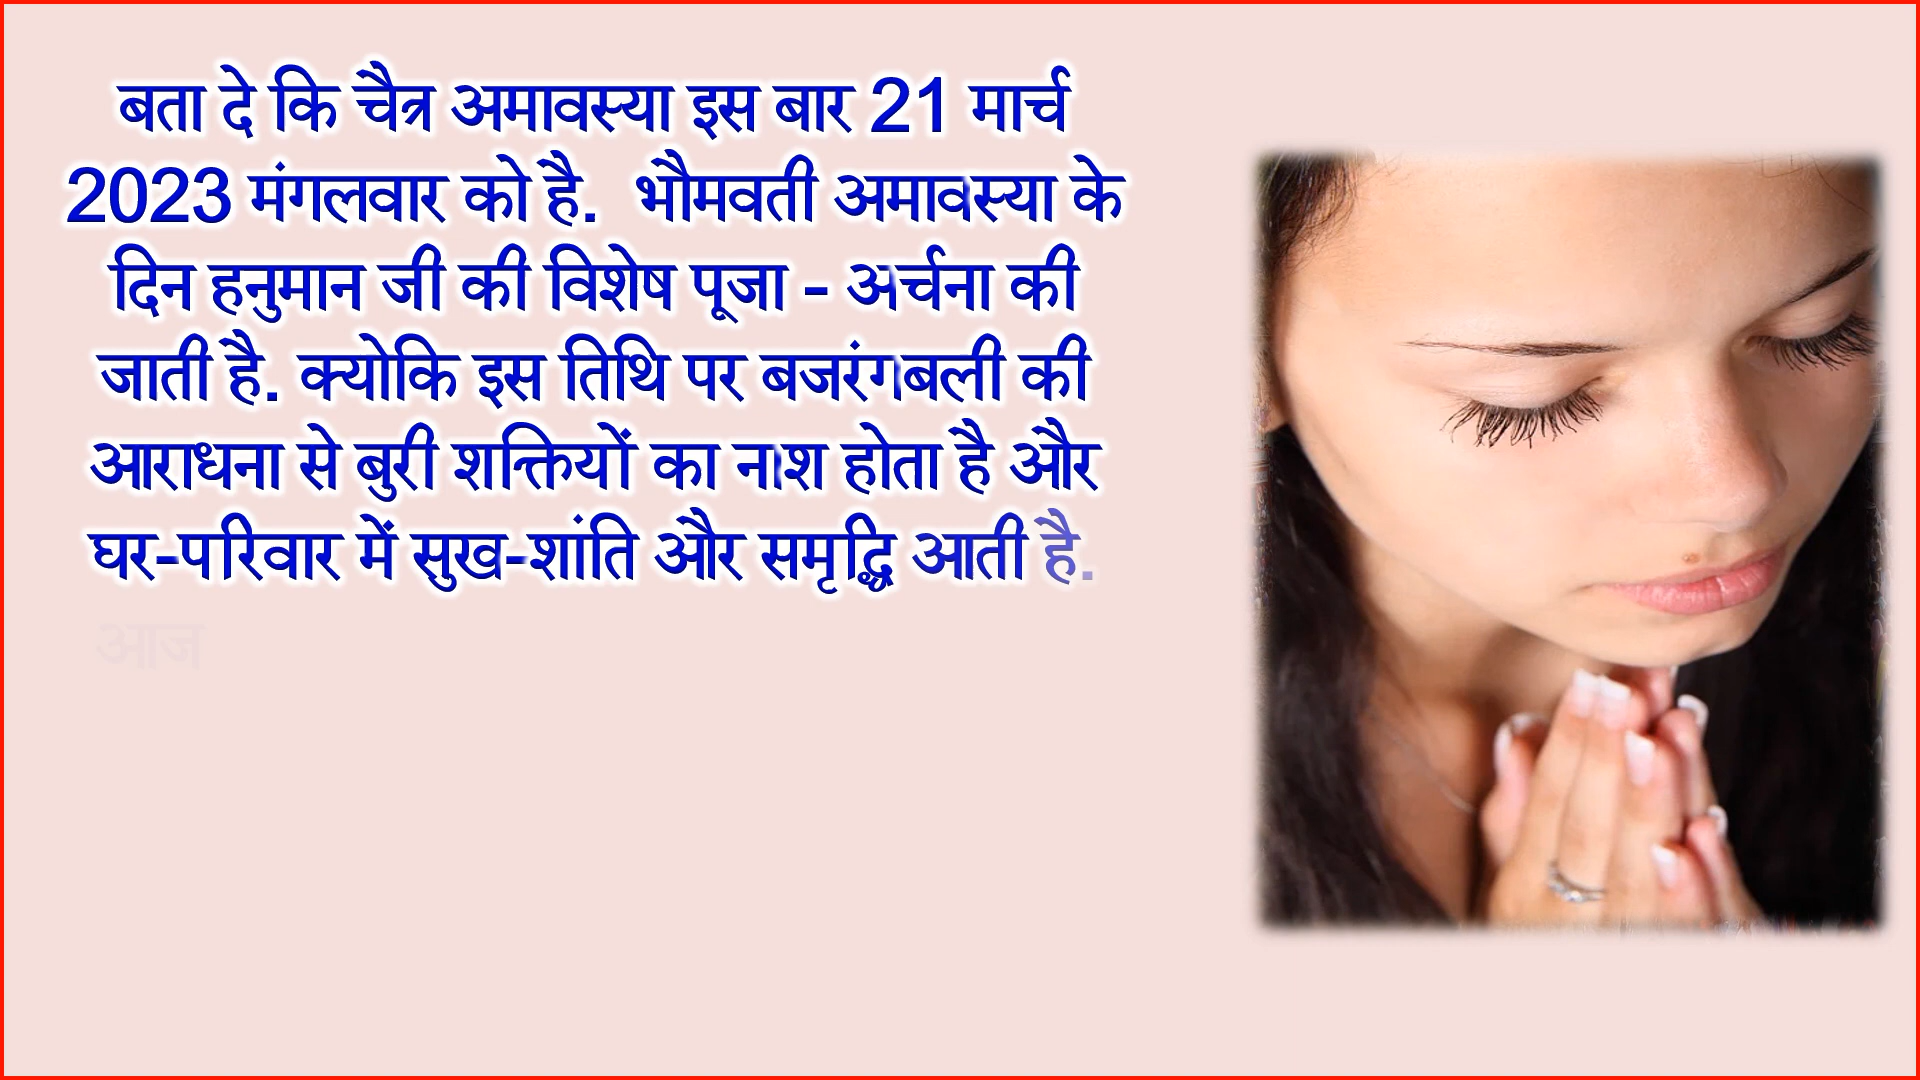 बता दे कि चैत्र अमावस्या इस बार 21 मार्च
2023 मंगलवार को है. भौमवती अमावस्या के
दिन हनुमान जी की विशेष पूजा - अर्चना की
जाती है. क्योकि इस तिथि पर बजरंगबली की
आराधना से बुरी शक्तियों का नाश होता है और
घर-परिवार में सुख-शांति और समृद्धि आती है.
आज